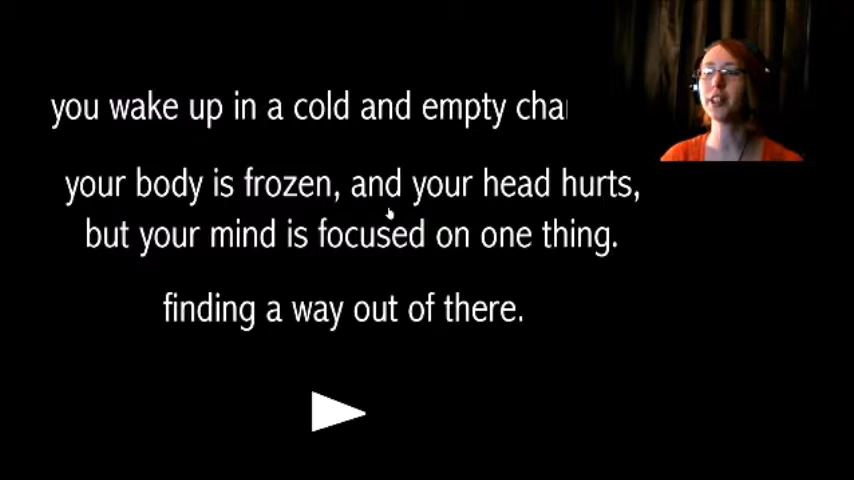 you wake up in a cold and empty
your body is frozen, and your head hurts,
but your mind is focused on one thing.
finding a way out of there.